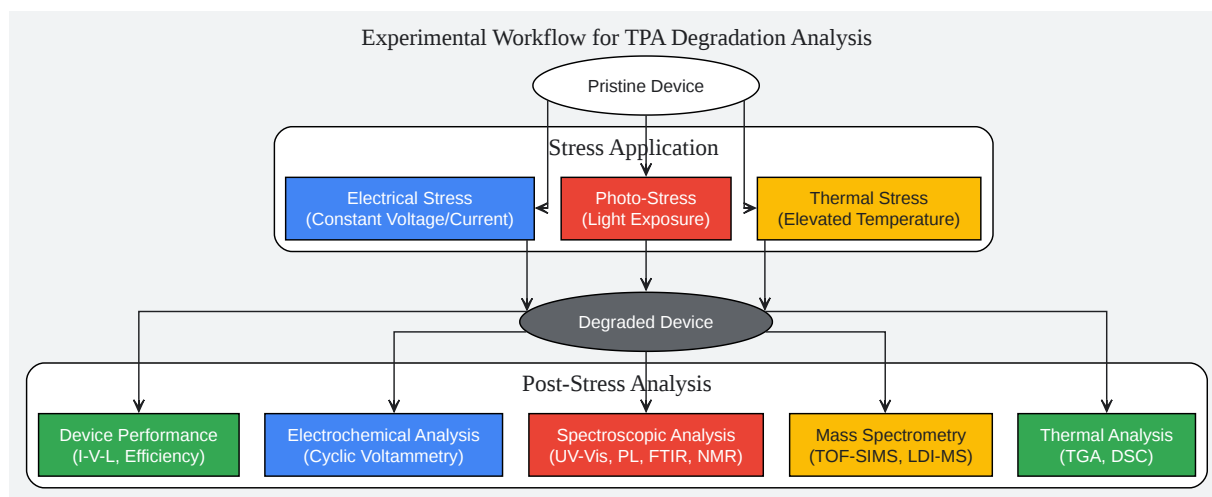 Experimental Workflow for TPA Degradation Analysis
Pristine Device
Stress Application
Electrical Stress
(Constant Voltage/Current)
Photo-Stress
(Light Exposure)
Thermal Stress
(Elevated Temperature)
Degraded Device
Post-Stress Analysis
Device Performance
(I-V-L, Efficiency)
Electrochemical Analysis
(Cyclic Voltammetry)
Spectroscopic Analysis
(UV-Vis, PL, FTIR, NMR)
Mass Spectrometry
(TOF-SIMS, LDI-MS)
Thermal Analysis
(TGA, DSC)